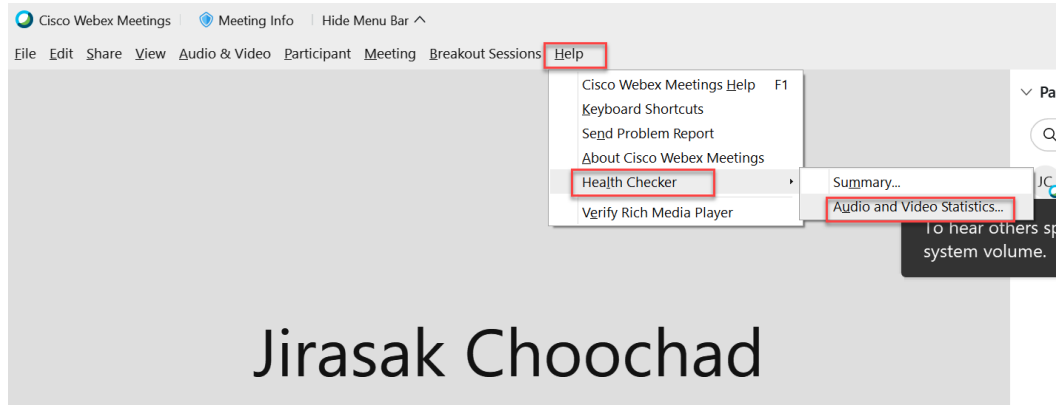 Cisco Webex Meetings Meeting Info Hide Menu Bar
File Edit Share View Audio & Video Participant Meeting Breakout Sessions Help
Cisco Webex Meetings Help F1
Keyboard Shortcuts
Send Problem Report
About Cisco Webex Meetings
Health Checker
Verify Rich Media Player
Summary...
Audio and Video Statistics...
Pa
JC
To hear others sp
system volume.
Jirasak Choochad